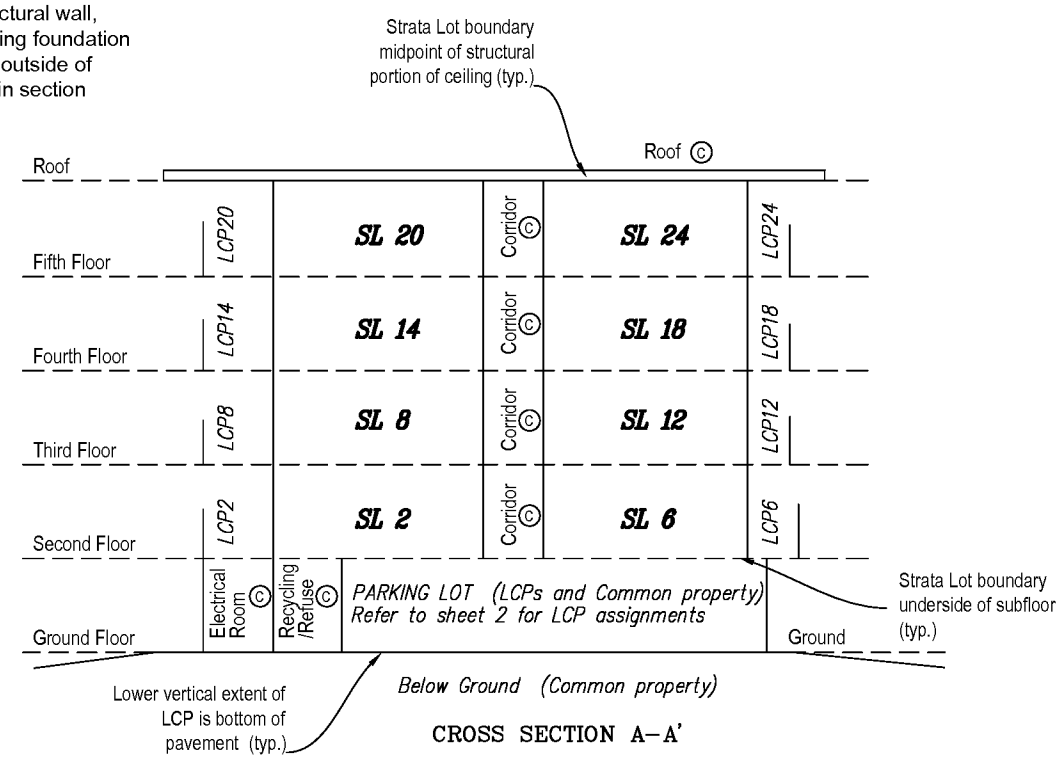 ctural wall,
ing foundation
outside of
in section
Strata Lot boundary
midpoint of structural
portion of ceiling (typ.)
Roof
Roof C
LCP20
SL 20
Corridor C
SL 24
LCP24
Fifth Floor
LCP14
SL 14
Corridor C
SL 18
LCP18
Fourth Floor
LCP8
SL 8
Corridor C
SL 12
LCP12
Third Floor
LCP2
SL 2
Corridor C
SL 6
LCP6
Second Floor
Electrical
Room C
Recycling
/Refuse C
PARKING LOT (LCPs and Common property)
Refer to sheet 2 for LCP assignments
Strata Lot boundary
underside of subfloor
(typ.)
Ground Floor
Ground
Below Ground (Common property)
Lower vertical extent of
LCP is bottom of
pavement (typ.)
CROSS SECTION A-A'